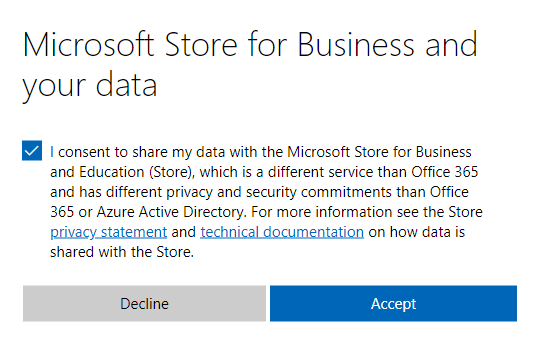 Microsoft Store for Business and
your data
I consent to share my data with the Microsoft Store for Business
and Education (Store), which is a different service than Office 365
and has different privacy and security commitments than Office
365 or Azure Active Directory. For more information see the Store
privacy statement and technical documentation on how data is
shared with the Store.
Decline
Accept